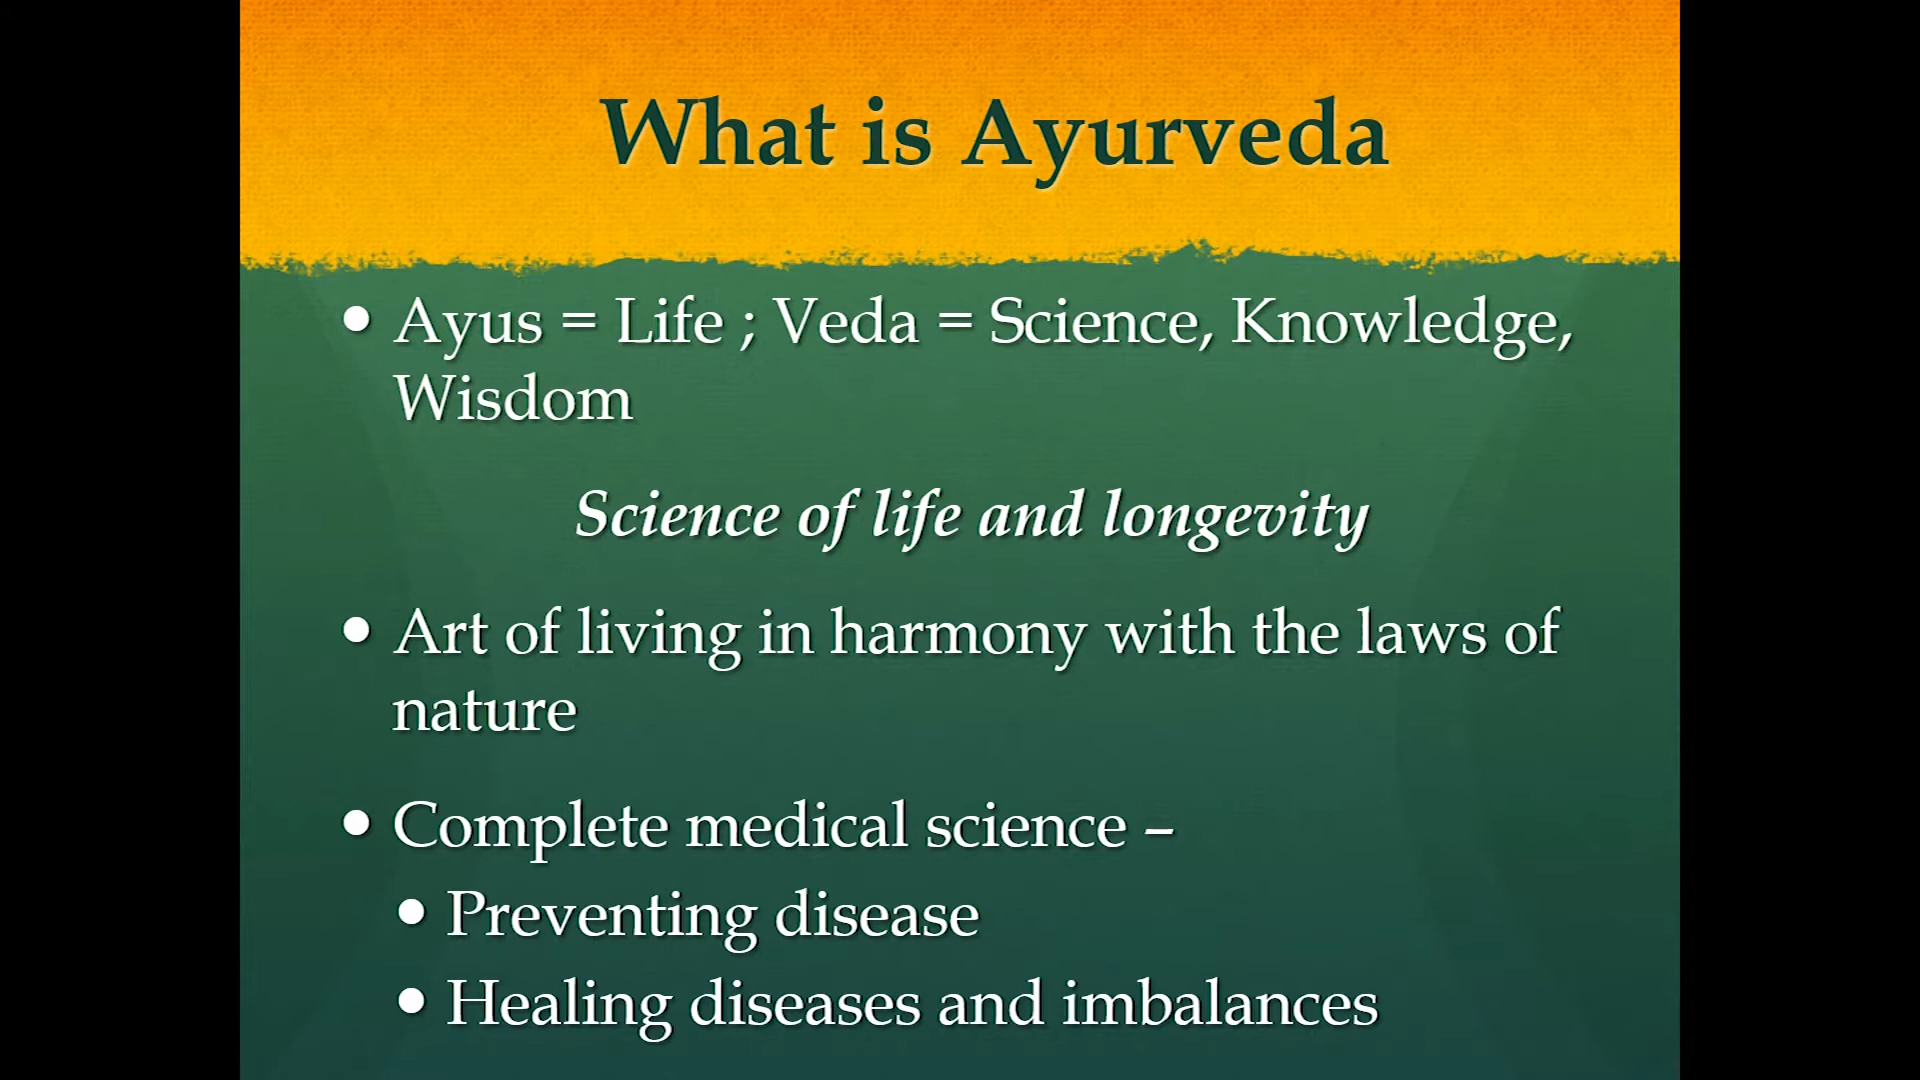 What is Ayurveda
• Ayus = Life ; Veda = Science, Knowledge,
Wisdom
Science of life and longevity
• Art of living in harmony with the laws of
nature
• Complete medical science –
• Preventing disease
• Healing diseases and imbalances